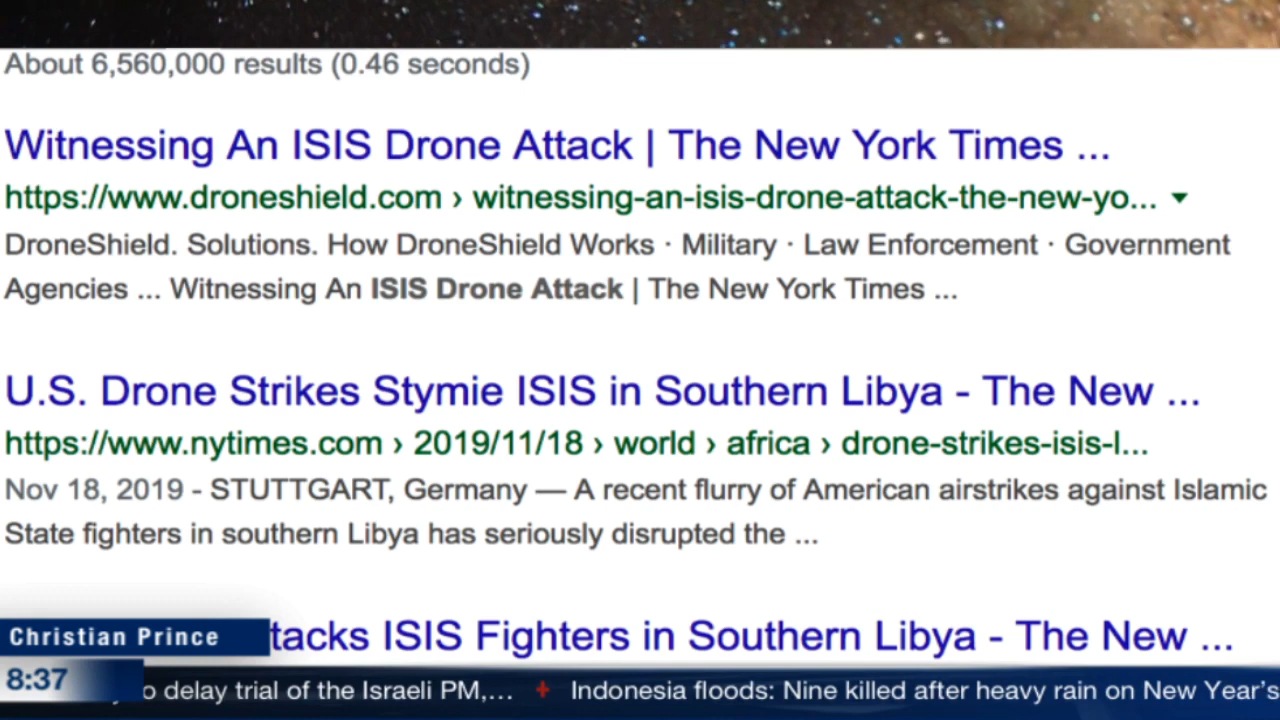 About 6,560,000 results (0.46 seconds)
Witnessing An ISIS Drone Attack | The New York Times ...
https://www.droneshield.com › witnessing-an-isis-drone-attack-the-new-yo...
DroneShield. Solutions. How DroneShield Works · Military · Law Enforcement · Government
Agencies ... Witnessing An ISIS Drone Attack | The New York Times ...
U.S. Drone Strikes Stymie ISIS in Southern Libya - The New ...
https://www.nytimes.com › 2019/11/18 › world › africa › drone-strikes-isis-l...
Nov 18, 2019 - STUTTGART, Germany — A recent flurry of American airstrikes against Islamic
State fighters in southern Libya has seriously disrupted the ...
tacks ISIS Fighters in Southern Libya - The New ...
Christian Prince
8:37
o delay trial of the Israeli PM,... Indonesia floods: Nine killed after heavy rain on New Year's